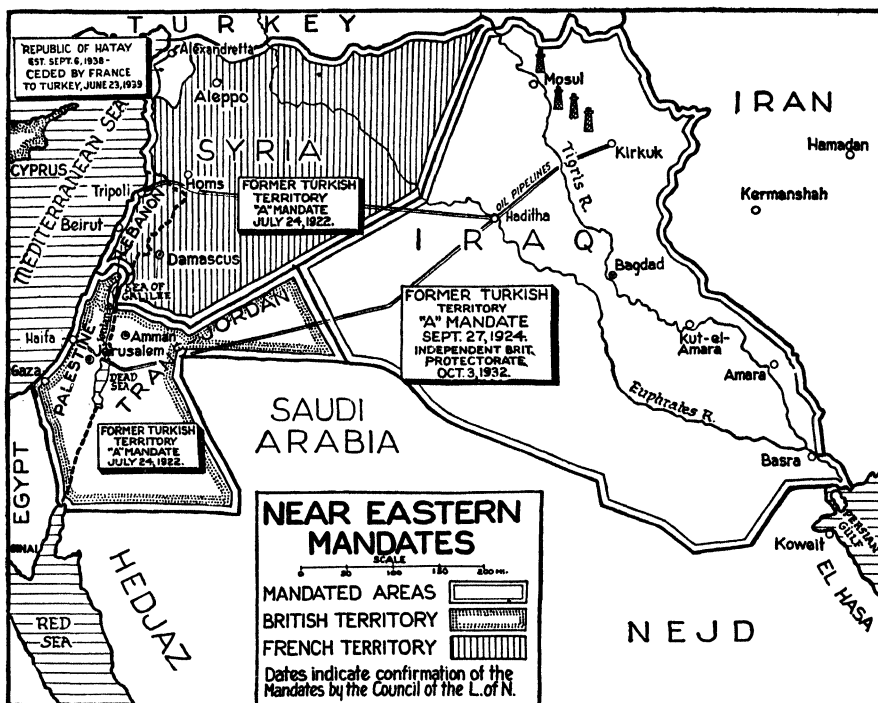 TURKEY
REPUBLIC OF HATAY
EST. SEPT. 6, 1938-
CEDED BY FRANCE
TO TURKEY, JUNE 23, 1939
Alexandretta
Aleppo
Mosul
IRAN
Hamadan
Kermanshah
Kirkuk
MEDITERRANEAN SEA
CYPRUS
SYRIA
Tripoli
Homs
FORMER TURKISH
TERRITORY
"A" MANDATE
JULY 24, 1922.
OIL PIPELINES
Tigris R.
Haditha
IRAQ
Beirut
LEBANON
Damascus
Bagdad
SEA OF
GALILEE
FORMER TURKISH
TERRITORY
"A" MANDATE
SEPT. 27, 1924.
INDEPENDENT BRIT.
PROTECTORATE
OCT. 3, 1932.
Kut-el-
Amara
Amara
Haifa
Amman
Jerusalem
Gaza
PALESTINE
DEAD
SEA
TRANS JORDAN
Euphrates R.
SAUDI
ARABIA
FORMER TURKISH
TERRITORY
"A" MANDATE
JULY 24, 1922.
Basra
EGYPT
SINAI
HEDJAZ
RED
SEA
Koweit
PERSIAN
GULF
EL HASA
NEJD
NEAR EASTERN
MANDATES
SCALE
0 50 100 150 200 MI.
MANDATED AREAS
BRITISH TERRITORY
FRENCH TERRITORY
Dates indicate confirmation of the
Mandates by the Council of the L. of N.